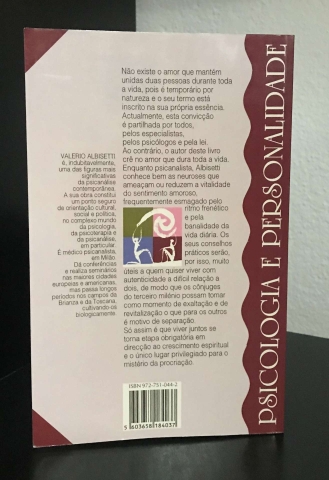 Não existe o amor que mantém
unidas duas pessoas durante toda
a vida, pois é temporário por
natureza e o seu termo está
inscrito na sua própria essência.
Actualmente, esta convicção
é partilhada por todos,
pelos especialistas,
pelos psicólogos e pela lei.
Ao contrário, o autor deste livro
crê no amor que dura toda a vida.
Enquanto psicanalista, Albisetti
conhece bem as neuroses que
ameaçam ou reduzem a vitalidade
do sentimento amoroso,
frequentemente esmagado pelo
ritmo frenético
e pela
banalidade da
vida diária. Os
seus conselhos
práticos serão,
por isso, muito
úteis a quem quiser viver com
autenticidade a difícil relação a
dois, de modo que os cônjuges
do terceiro milénio possam tomar
como momento de exaltação e de
revitalização o que para os outros
é motivo de separação.
Só assim é que viver juntos se
torna etapa obrigatória em
direcção ao crescimento espiritual
e o único lugar privilegiado para o
mistério da procriação.
VALERIO ALBISETTI
é, indubitavelmente,
uma das figuras mais
significativas
da psicanálise
contemporânea.
A sua obra constitui
um ponto seguro
de orientação cultural,
social e política,
no complexo mundo
da psicologia,
da psicoterapia e
da psicanálise,
em particular.
É médico psicanalista,
em Milão.
Dá conferências
e realiza seminários
nas maiores cidades
europeias e americanas,
mas passa longos
períodos nos campos da
Brianza e da Toscana,
cultivando-os
biologicamente.
PSICOLOGIA E PERSONALIDADE
ISBN 972-751-044-2
5603658184037